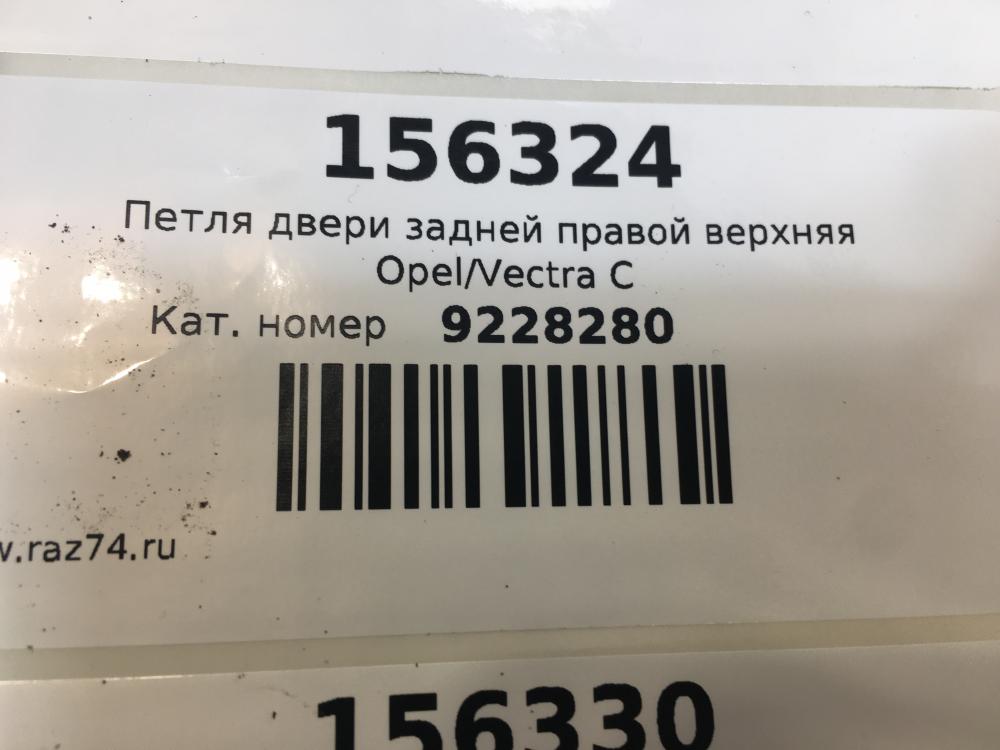 156324
Петля двери задней правой верхняя
Opel/Vectra C
Кат. номер 9228280
w.raz74.ru
156330